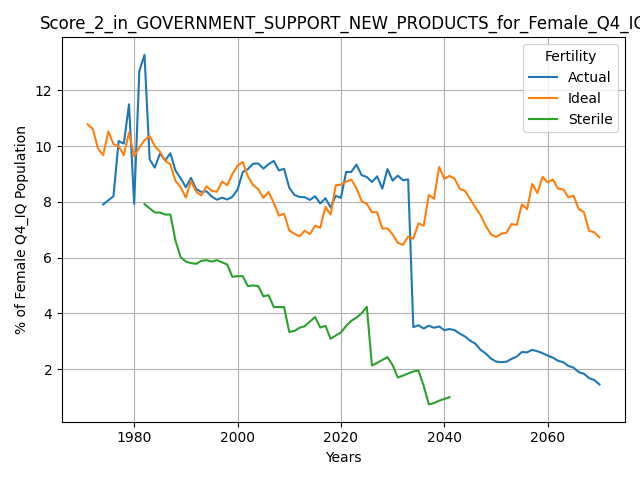 Score_2_in_GOVERNMENT_SUPPORT_NEW_PRODUCTS_for_Female_Q4_IQ
Fertility
Actual
Ideal
Sterile
% of Female Q4_IQ Population
12
10
8
6
4
2
1980 2000 2020 2040 2060
Years